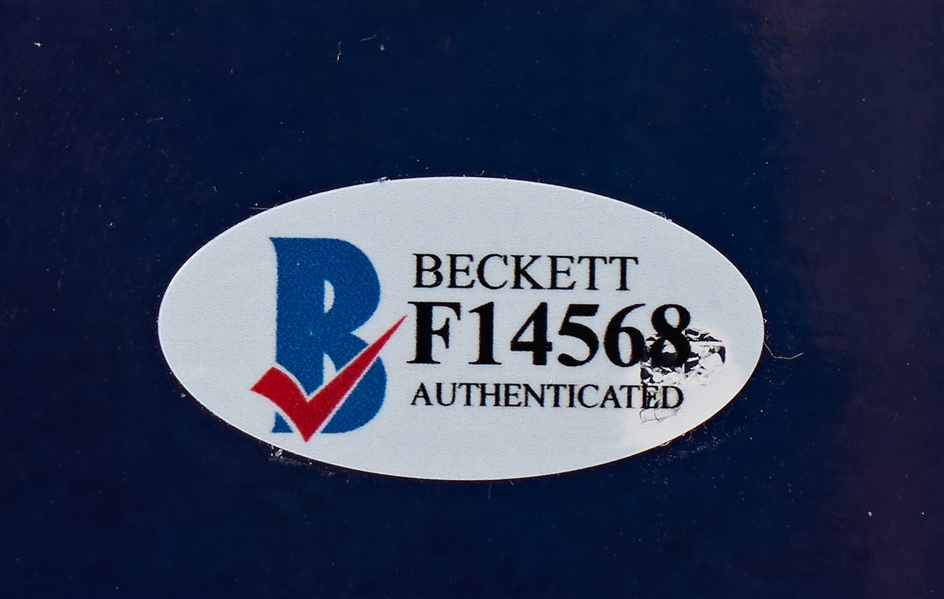 BECKETT
F14568
AUTHENTICATED